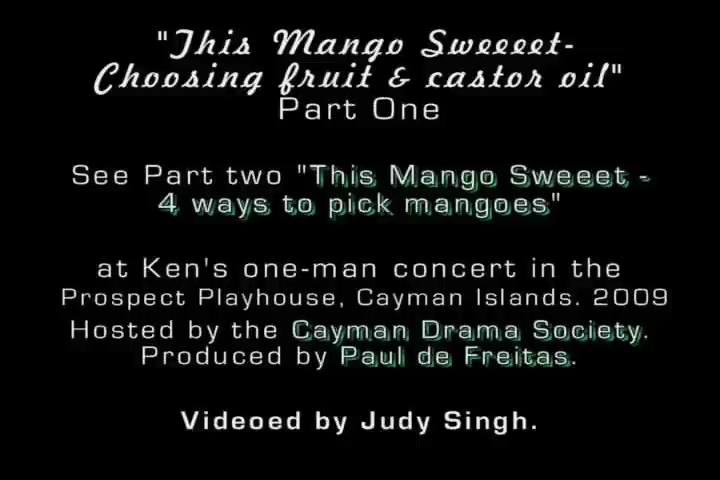 "This Mango Sweeeet-
Choosing fruit & castor oil"
Part One
See Part two "This Mango Sweeet -
4 ways to pick mangoes"
at Ken's one-man concert in the
Prospect Playhouse, Cayman Islands. 2009
Hosted by the Cayman Drama Society.
Produced by Paul de Freitas.
Videoed by Judy Singh.